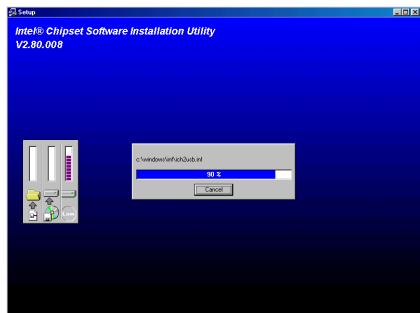 Setup
Intel® Chipset Software Installation Utility
V2.80.008
c:\windows\inf\ich2usb.inf
90 %
Cancel